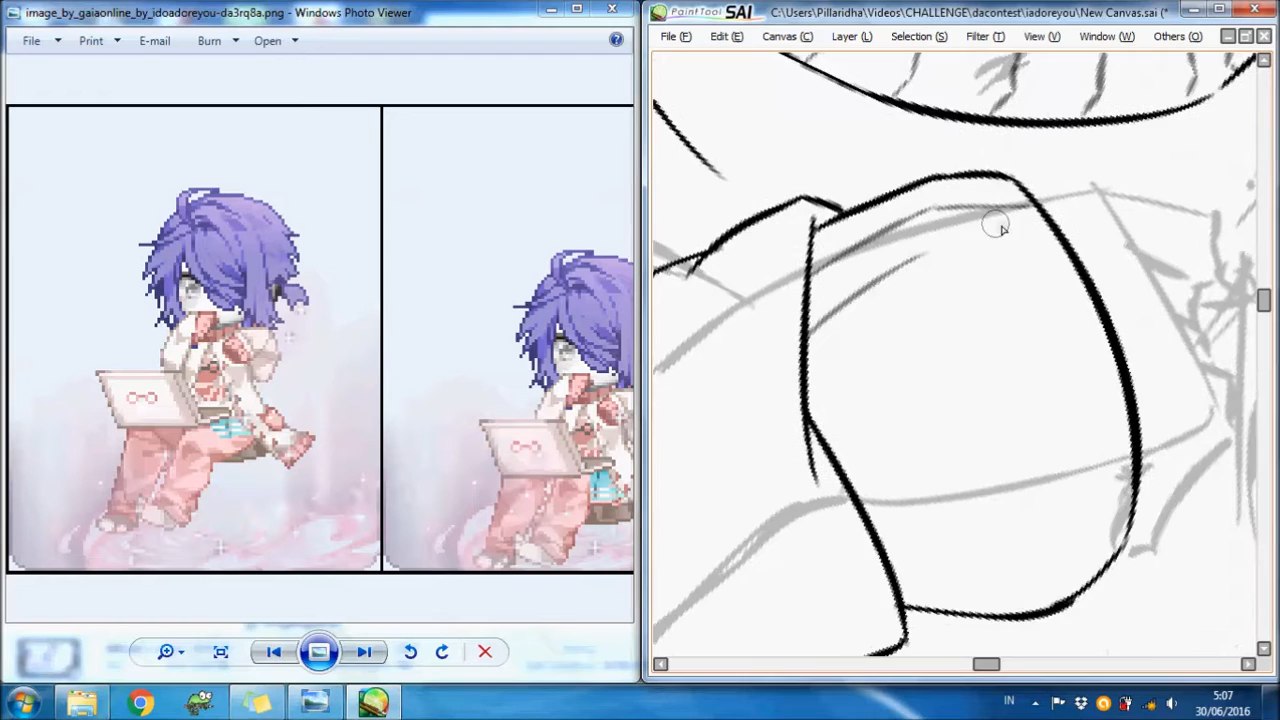 image_by_gaiaonline_by_idoadoreyou-da3rq8a.png - Windows Photo Viewer
File Print E-mail Burn Open
PaintTool SAI C:\Users\Pillaridha\Videos\CHALLENGE\dacontest\iadoreyou\New Canvas.sai (*
File (F) Edit (E) Canvas (C) Layer (L) Selection (S) Filter (T) View (V) Window (W) Others (O)
IN
5:07
30/06/2016